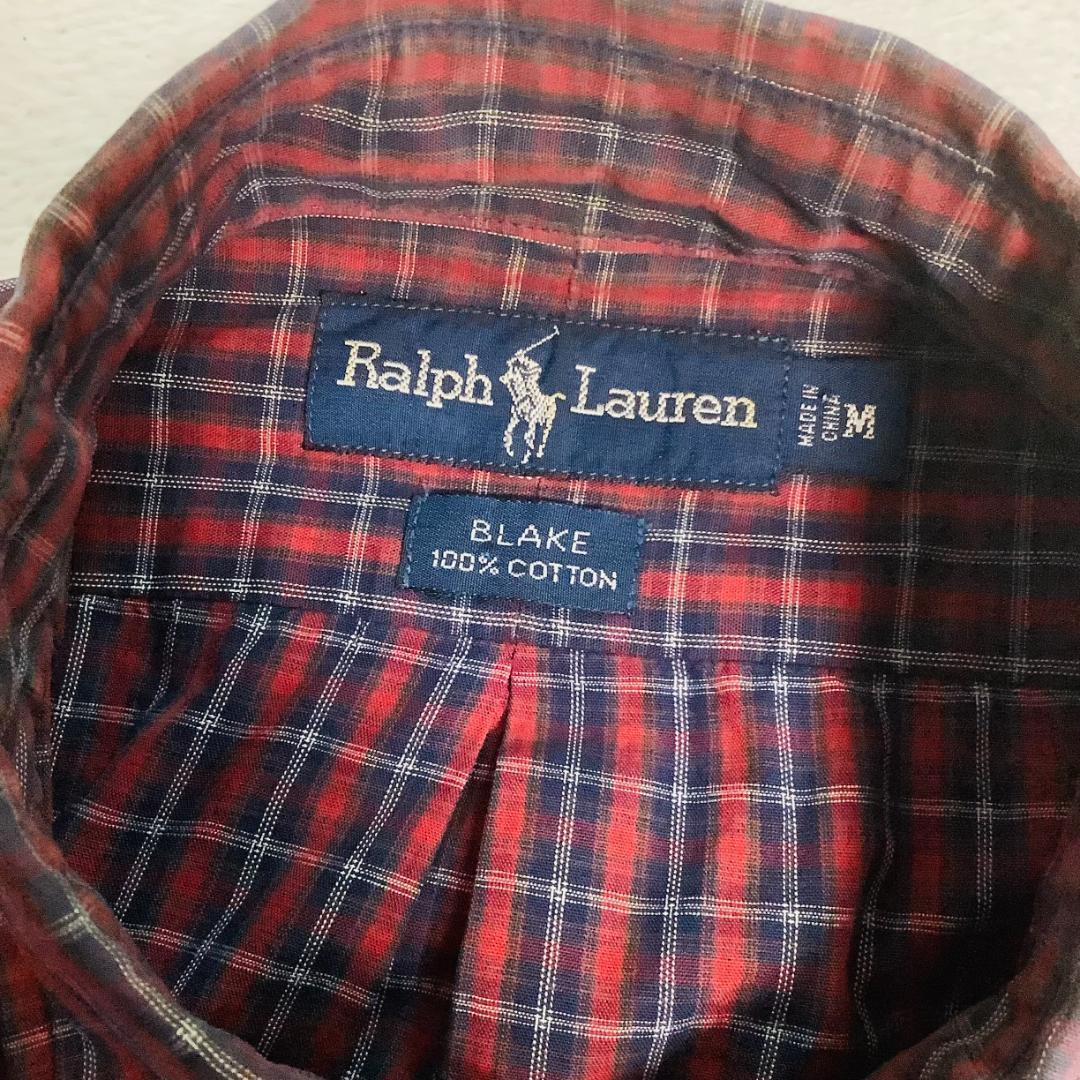 Ralph Lauren
MADE IN
CHINA
M
BLAKE
100% COTTON